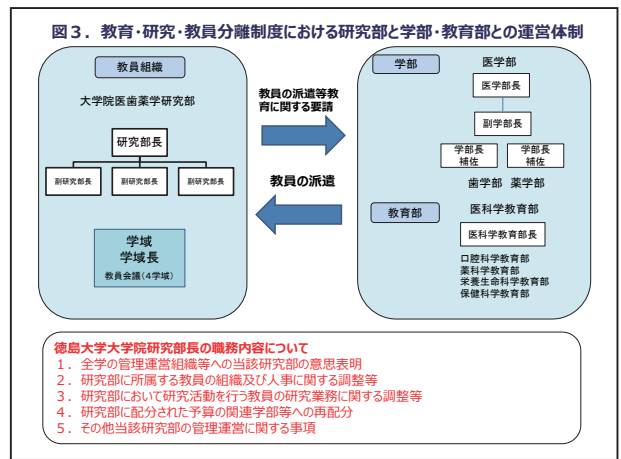 図３．教育・研究・教員分離制度における研究部と学部・教育部との運営体制
教員組織
大学院医歯薬学研究部
研究部長
副研究部長
副研究部長
副研究部長
学域
学域長
教員会議（４学域）
教員の派遣等教
育に関する要請
教員の派遣
学部
医学部
医学部長
副学部長
学部長
補佐
学部長
補佐
歯学部 薬学部
教育部
医科学教育部
医科学教育部長
口腔科学教育部
薬科学教育部
栄養生命科学教育部
保健科学教育部
徳島大学大学院研究部長の職務内容について
１．全学の管理運営組織等への当該研究部の意思表明
２．研究部に所属する教員の組織及び人事に関する調整等
３．研究部において研究活動を行う教員の研究業務に関する調整等
４．研究部に配分された予算の関連学部等への再配分
５．その他当該研究部の管理運営に関する事項